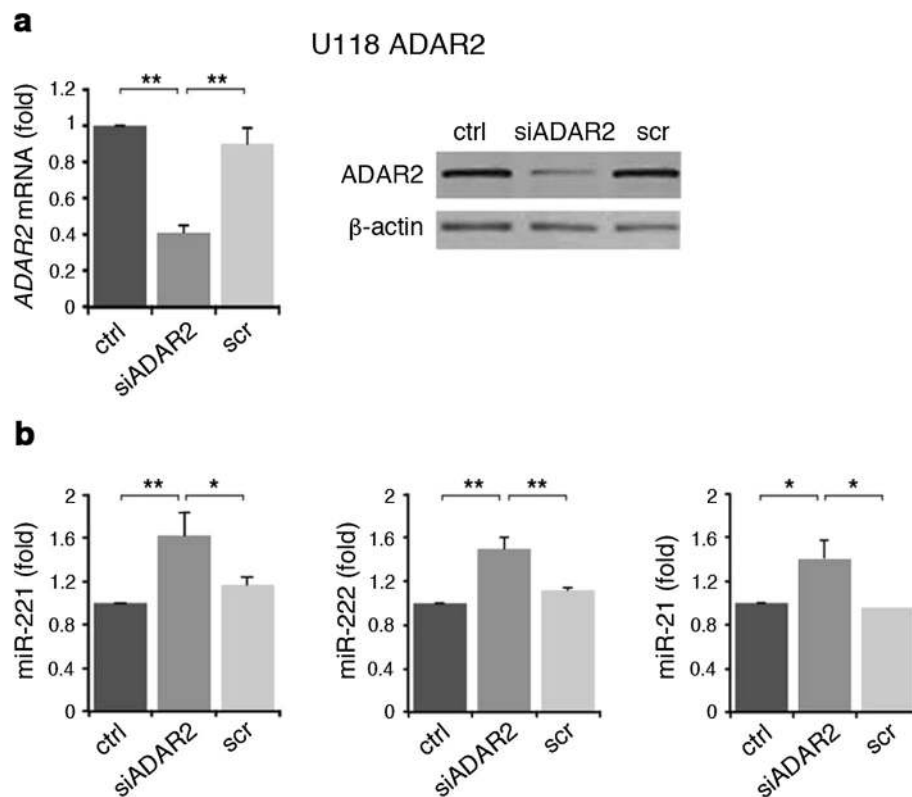 a
U118 ADAR2
ADAR2 mRNA (fold)
1.2
1
0.8
0.6
0.4
0.2
0
** **
ctrl
siADAR2
scr
ctrl siADAR2 scr
ADAR2
β-actin
b
miR-221 (fold)
2
1.6
1.2
0.8
0.4
0
** *
ctrl
siADAR2
scr
miR-222 (fold)
2
1.6
1.2
0.8
0.4
0
** **
ctrl
siADAR2
scr
miR-21 (fold)
2
1.6
1.2
0.8
0.4
0
* *
ctrl
siADAR2
scr